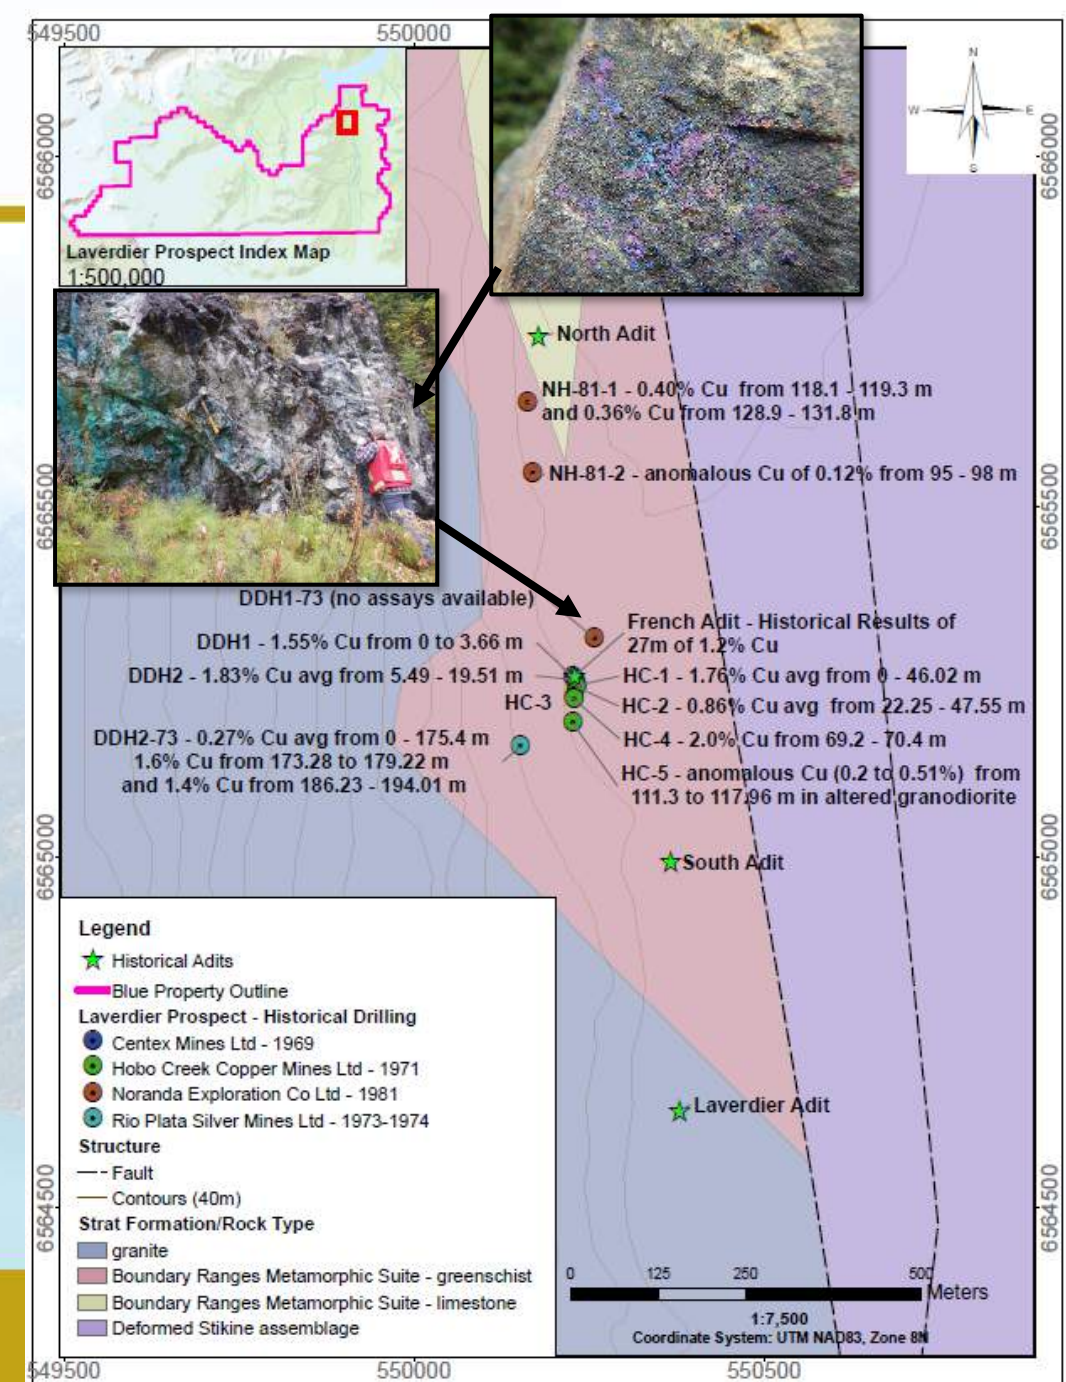 549500
550000
6566000
6565500
6565000
6564500
N
W
E
S
6566000
6565500
6565000
6564500
Laverdier Prospect Index Map
1:500,000
North Adit
NH-81-1 - 0.40% Cu from 118.1 - 119.3 m
and 0.36% Cu from 128.9 - 131.8 m
NH-81-2 - anomalous Cu of 0.12% from 95 - 98 m
DDH1-73 (no assays available)
DDH1 - 1.55% Cu from 0 to 3.66 m
DDH2 - 1.83% Cu avg from 5.49 - 19.51 m
HC-3
DDH2-73 - 0.27% Cu avg from 0 - 175.4 m
1.6% Cu from 173.28 to 179.22 m
and 1.4% Cu from 186.23 - 194.01 m
French Adit - Historical Results of
27m of 1.2% Cu
HC-1 - 1.76% Cu avg from 0 - 46.02 m
HC-2 - 0.86% Cu avg from 22.25 - 47.55 m
HC-4 - 2.0% Cu from 69.2 - 70.4 m
HC-5 - anomalous Cu (0.2 to 0.51%) from
111.3 to 117.96 m in altered granodiorite
South Adit
Laverdier Adit
Legend
Historical Adits
Blue Property Outline
Laverdier Prospect - Historical Drilling
Centex Mines Ltd - 1969
Hobo Creek Copper Mines Ltd - 1971
Noranda Exploration Co Ltd - 1981
Rio Plata Silver Mines Ltd - 1973-1974
Structure
Fault
Contours (40m)
Strat Formation/Rock Type
granite
Boundary Ranges Metamorphic Suite - greenschist
Boundary Ranges Metamorphic Suite - limestone
Deformed Stikine assemblage
0 125 250 500
Meters
1:7,500
Coordinate System: UTM NAD83, Zone 8N
549500
550000
550500